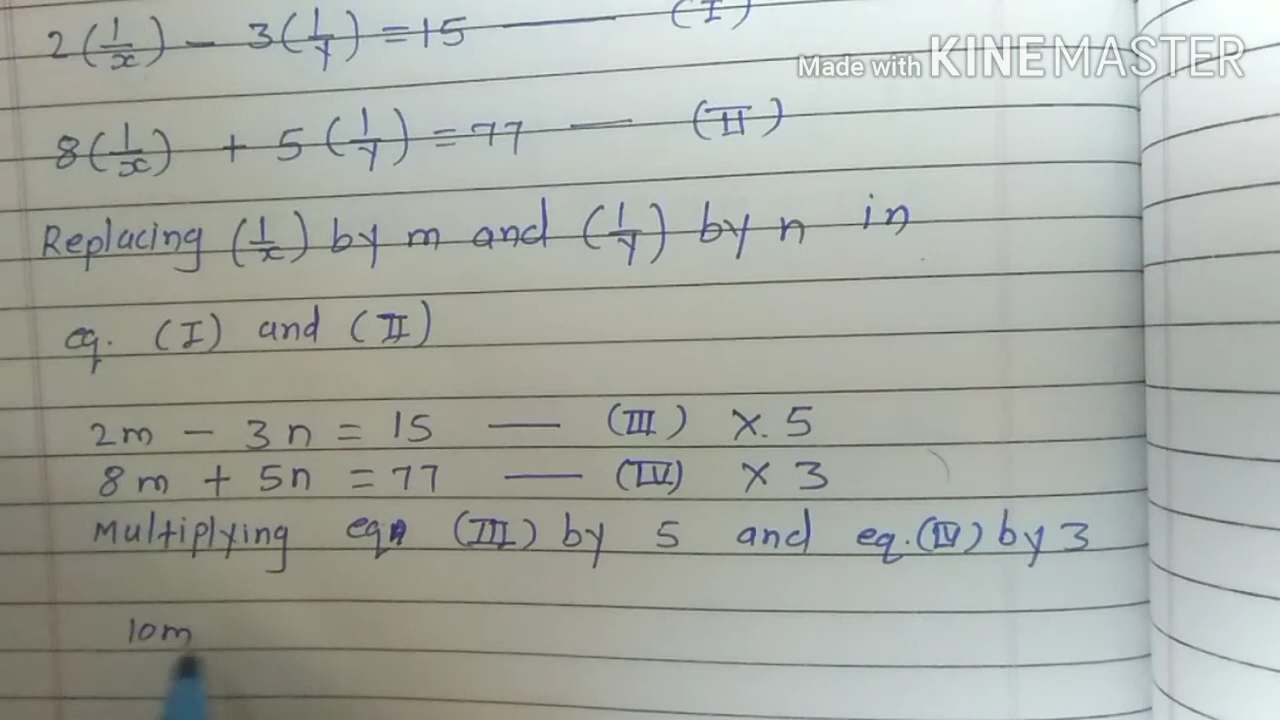 2(1/x) - 3(1/y) = 15 —— (I)
Made with KINEMASTER
8(1/x) + 5(1/y) = 77 — (II)
Replacing (1/x) by m and (1/y) by n in
eq. (I) and (II)
2m - 3n = 15 — (III) x. 5
8m + 5n = 77 — (IV) x 3
Multiplying eqn (III) by 5 and eq.(IV) by 3
10m